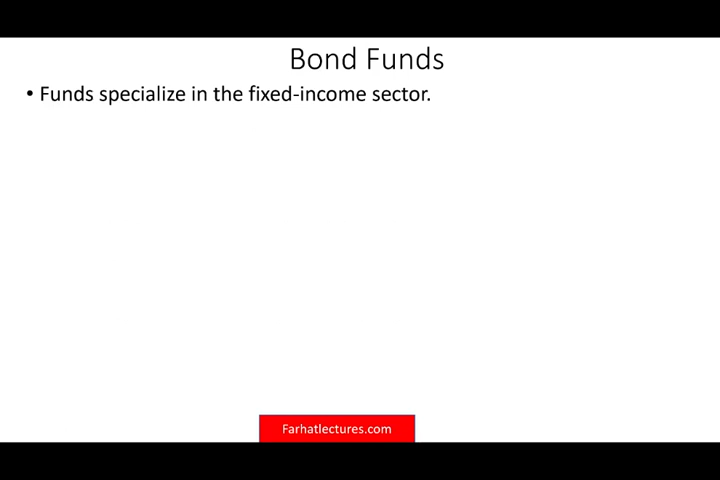 Bond Funds
• Funds specialize in the fixed-income sector.
Farhatlectures.com